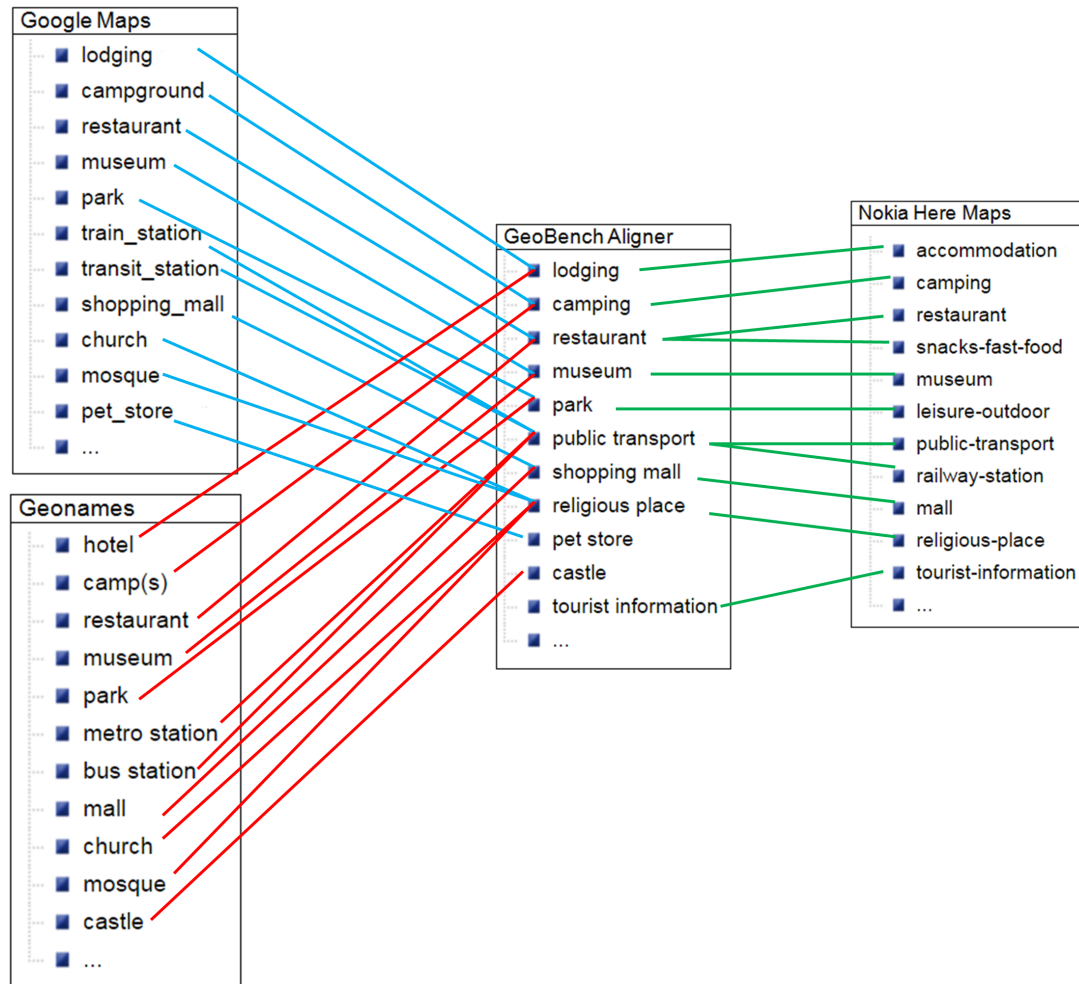 Google Maps
lodging
campground
restaurant
museum
park
train_station
transit_station
shopping_mall
church
mosque
pet_store
...
Geonames
hotel
camp(s)
restaurant
museum
park
metro station
bus station
mall
church
mosque
castle
...
GeoBench Aligner
lodging
camping
restaurant
museum
park
public transport
shopping mall
religious place
pet store
castle
tourist information
...
Nokia Here Maps
accommodation
camping
restaurant
snacks-fast-food
museum
leisure-outdoor
public-transport
railway-station
mall
religious-place
tourist-information
...